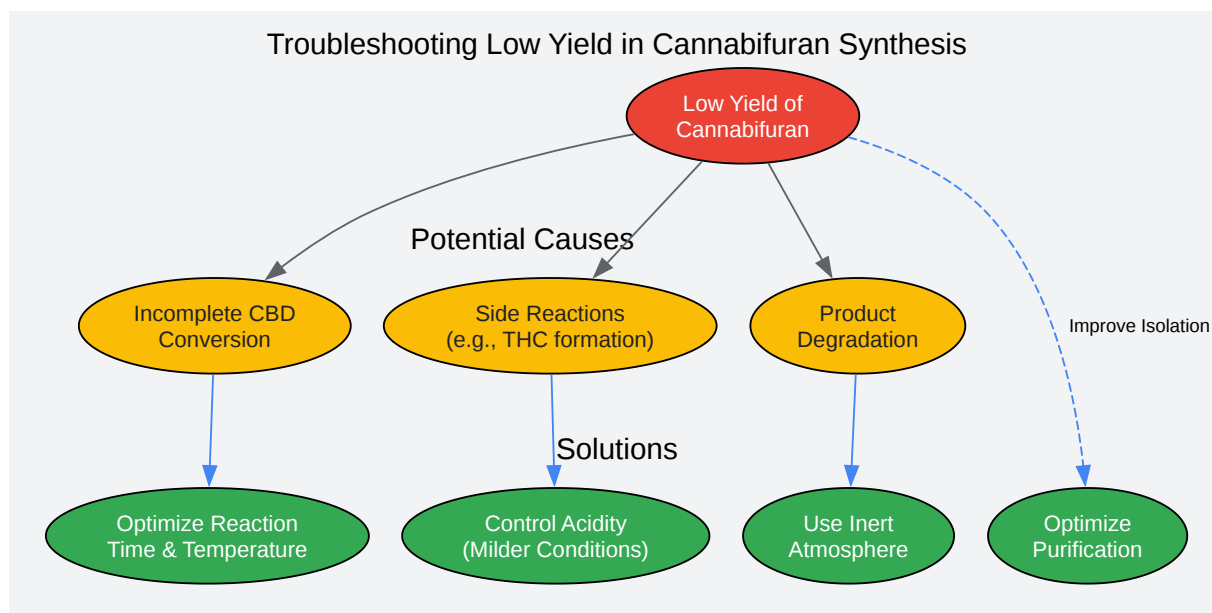 Troubleshooting Low Yield in Cannabifuran Synthesis
Low Yield of
Cannabifuran
Potential Causes
Incomplete CBD
Conversion
Side Reactions
(e.g., THC formation)
Product
Degradation
Improve Isolation
Solutions
Optimize Reaction
Time & Temperature
Control Acidity
(Milder Conditions)
Use Inert
Atmosphere
Optimize
Purification